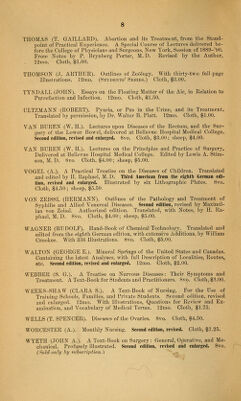 8
THOMAS (T. GAILLARD). Abortion and its Treatment, from the Stand-
point of Practical Experience. A Special Course of Lectures delivered be-
fore the College of Physicians and Surgeons, New York, Session of 1889-'90.
From Notes by P. Brynberg Porter, M. D. Revised by the Author.
12mo. Cloth, $1.00.
THOMSON (J. ARTHUR). Outlines of Zoölogy. With thirty-two full page
Illustrations. 12mo. (STUDENTS' SERIES.) Cloth, $3.00.
TYNDALL (JOHN). Essays on the Floating Matter of the Air, in Relation to
Putrefaction and Infection. 12mo. Cloth, $1.50.
ULTZMANN (ROBERT). Pyuria, or Pus in the Urine, and its Treatment.
Translated by permission, by Dr. Walter B. Platt. 12mo. Cloth, $1.00.
VAN BUREN (W. H.). Lectures upon Diseases of the Rectum, and the Sur-
gery of the Lower Bowel, delivered at Bellevue Hospital Medical College.
Second edition, revised and enlarged. 8vo. Cloth, $3.00; sheep, $4.00.
VAN BUREN (W. H.). Lectures on the Principles and Practice of Surgery,
Delivered at Bellevue Hospital Medical College. Edited by Lewis A. Stim-
son, M. D. 8vo. Cloth, $4.00; sheep, $5.00.
VOGEL (A.). A Practical Treatise on the Diseases of Children. Translated
and edited by H. Raphael, M. D. Third American from the eighth German edi-
tion, revised and enlarged. Illustrated by six Lithographic Plates. 8vo.
Cloth, $4.50; sheep, $5.50.
VON ZEISSL (HERMANN). Outlines of the Pathology and Treatment of
Syphilis and Allied Venereal Diseases. Second edition, revised by Maximil-
ian von Zeissl. Authorized edition. Translated, with Notes, by H. Ra-
phael, M. D. 8vo. Cloth, $4.00; sheep, $5.00.
WAGNER (RUDOLF). Hand-Book of Chemical Technology. Translated and
edited from the eighth German edition, with extensive Additions, by William
Crookes. With 336 Illustrations. 8vo. Cloth, $5.00.
WALTON (GEORGE E.). Mineral Springs of the United States and Canadas.
Containing the latest Analyses, with full Description of Localities, Routes,
etc. Second edition, revised and enlarged. 12mo. Cloth, $2.00.
WEBBER (S. G.). A Treatise on Nervous Diseases: Their Symptoms and
Treatment. A Text-Book for Students and Practitioners. 8vo. Cloth, $3.00.
WEEKS-SHAW (CLARA S.). A Text-Book of Nursing. For the Use of
Training Schools, Families, and Private Students. Second edition, revised
and enlarged. 12mo. With Illustrations, Questions for Review and Ex-
amination, and Vocabulary of Medical Terms. 12mo. Cloth, $1.75.
WELLS (T. SPENCER). Diseases of the Ovaries. 8vo. Cloth, $4.50.
WORCESTER (A.). Monthly Nursing. Second edition, revised. Cloth, $1.25.
WYETH (JOHN A.). A Text-Book on Surgery: General, Operative, and Me-
chanical. Profusely Illustrated. Second edition, revised and enlarged. 8vo.
(Sold only by subscription.)